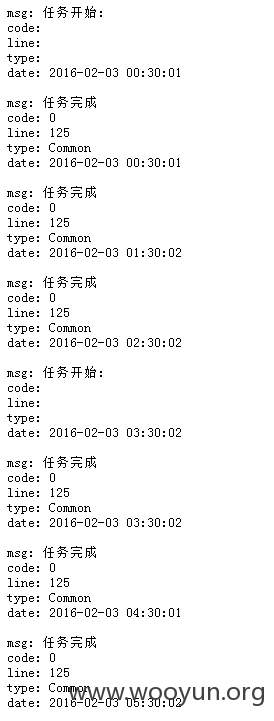 msg: 任务开始:
code:
line:
type:
date: 2016-02-03 00:30:01
msg: 任务完成
code: 0
line: 125
type: Common
date: 2016-02-03 00:30:01
msg: 任务完成
code: 0
line: 125
type: Common
date: 2016-02-03 01:30:02
msg: 任务完成
code: 0
line: 125
type: Common
date: 2016-02-03 02:30:02
msg: 任务开始:
code:
line:
type:
date: 2016-02-03 03:30:02
msg: 任务完成
code: 0
line: 125
type: Common
date: 2016-02-03 03:30:02
msg: 任务完成
code: 0
line: 125
type: Common
date: 2016-02-03 04:30:01
msg: 任务完成
code: 0
line: 125
type: Common
date: 2016-02-03 05:30:02
www.wooyun.org